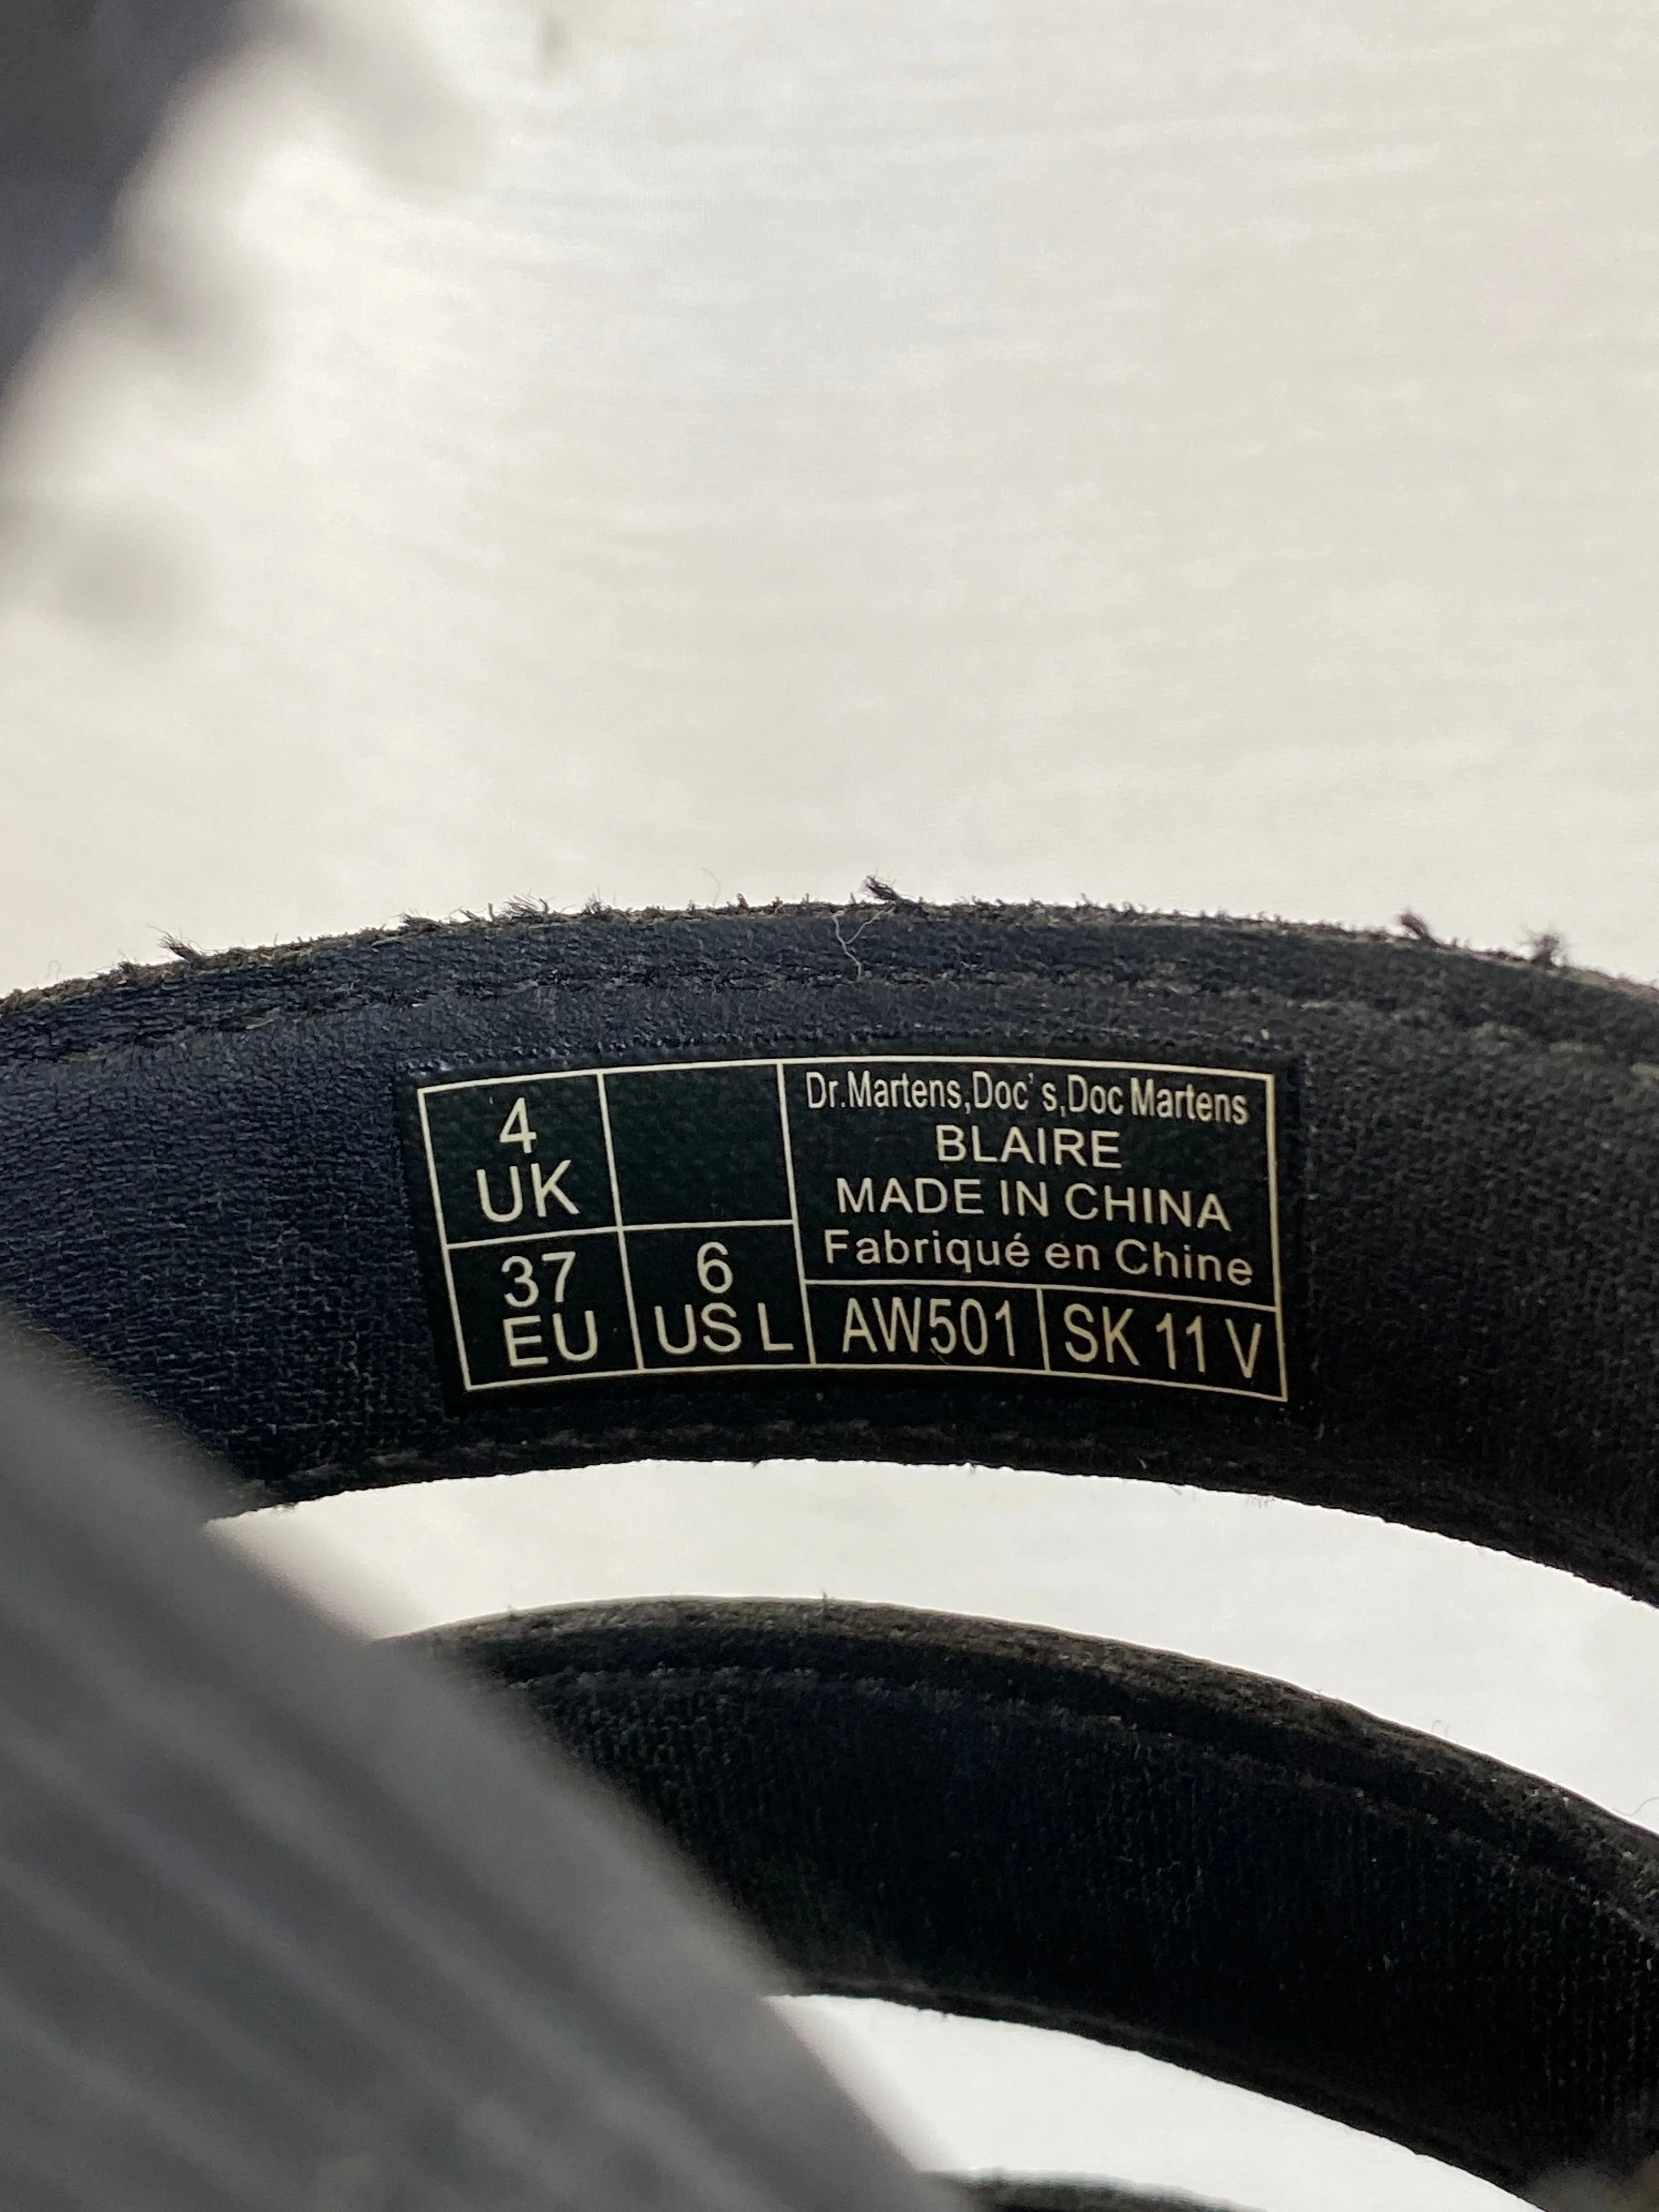 4
UK
37
EU
6
US L
Dr.Martens,Doc's,Doc Martens
BLAIRE
MADE IN CHINA
Fabriqué en Chine
AW501
SK 11 V